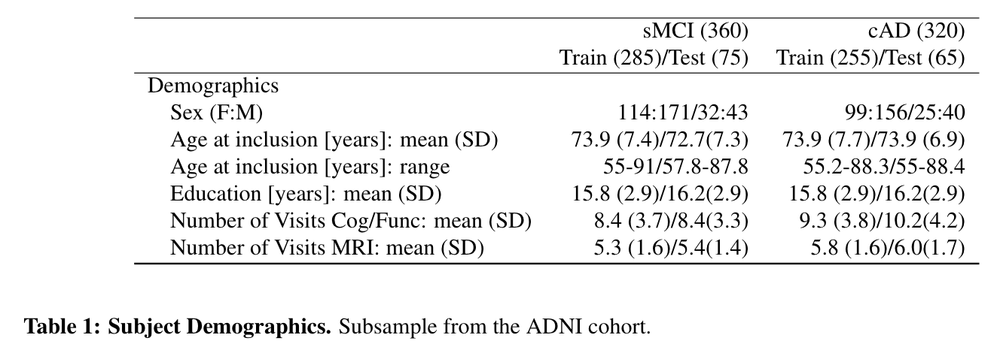 sMCI (360) cAD (320)
Train (285)/Test (75) Train (255)/Test (65)
Demographics
Sex (F:M) 114:171/32:43 99:156/25:40
Age at inclusion [years]: mean (SD) 73.9 (7.4)/72.7(7.3) 73.9 (7.7)/73.9 (6.9)
Age at inclusion [years]: range 55-91/57.8-87.8 55.2-88.3/55-88.4
Education [years]: mean (SD) 15.8 (2.9)/16.2(2.9) 15.8 (2.9)/16.2(2.9)
Number of Visits Cog/Func: mean (SD) 8.4 (3.7)/8.4(3.3) 9.3 (3.8)/10.2(4.2)
Number of Visits MRI: mean (SD) 5.3 (1.6)/5.4(1.4) 5.8 (1.6)/6.0(1.7)
Table 1: Subject Demographics. Subsample from the ADNI cohort.